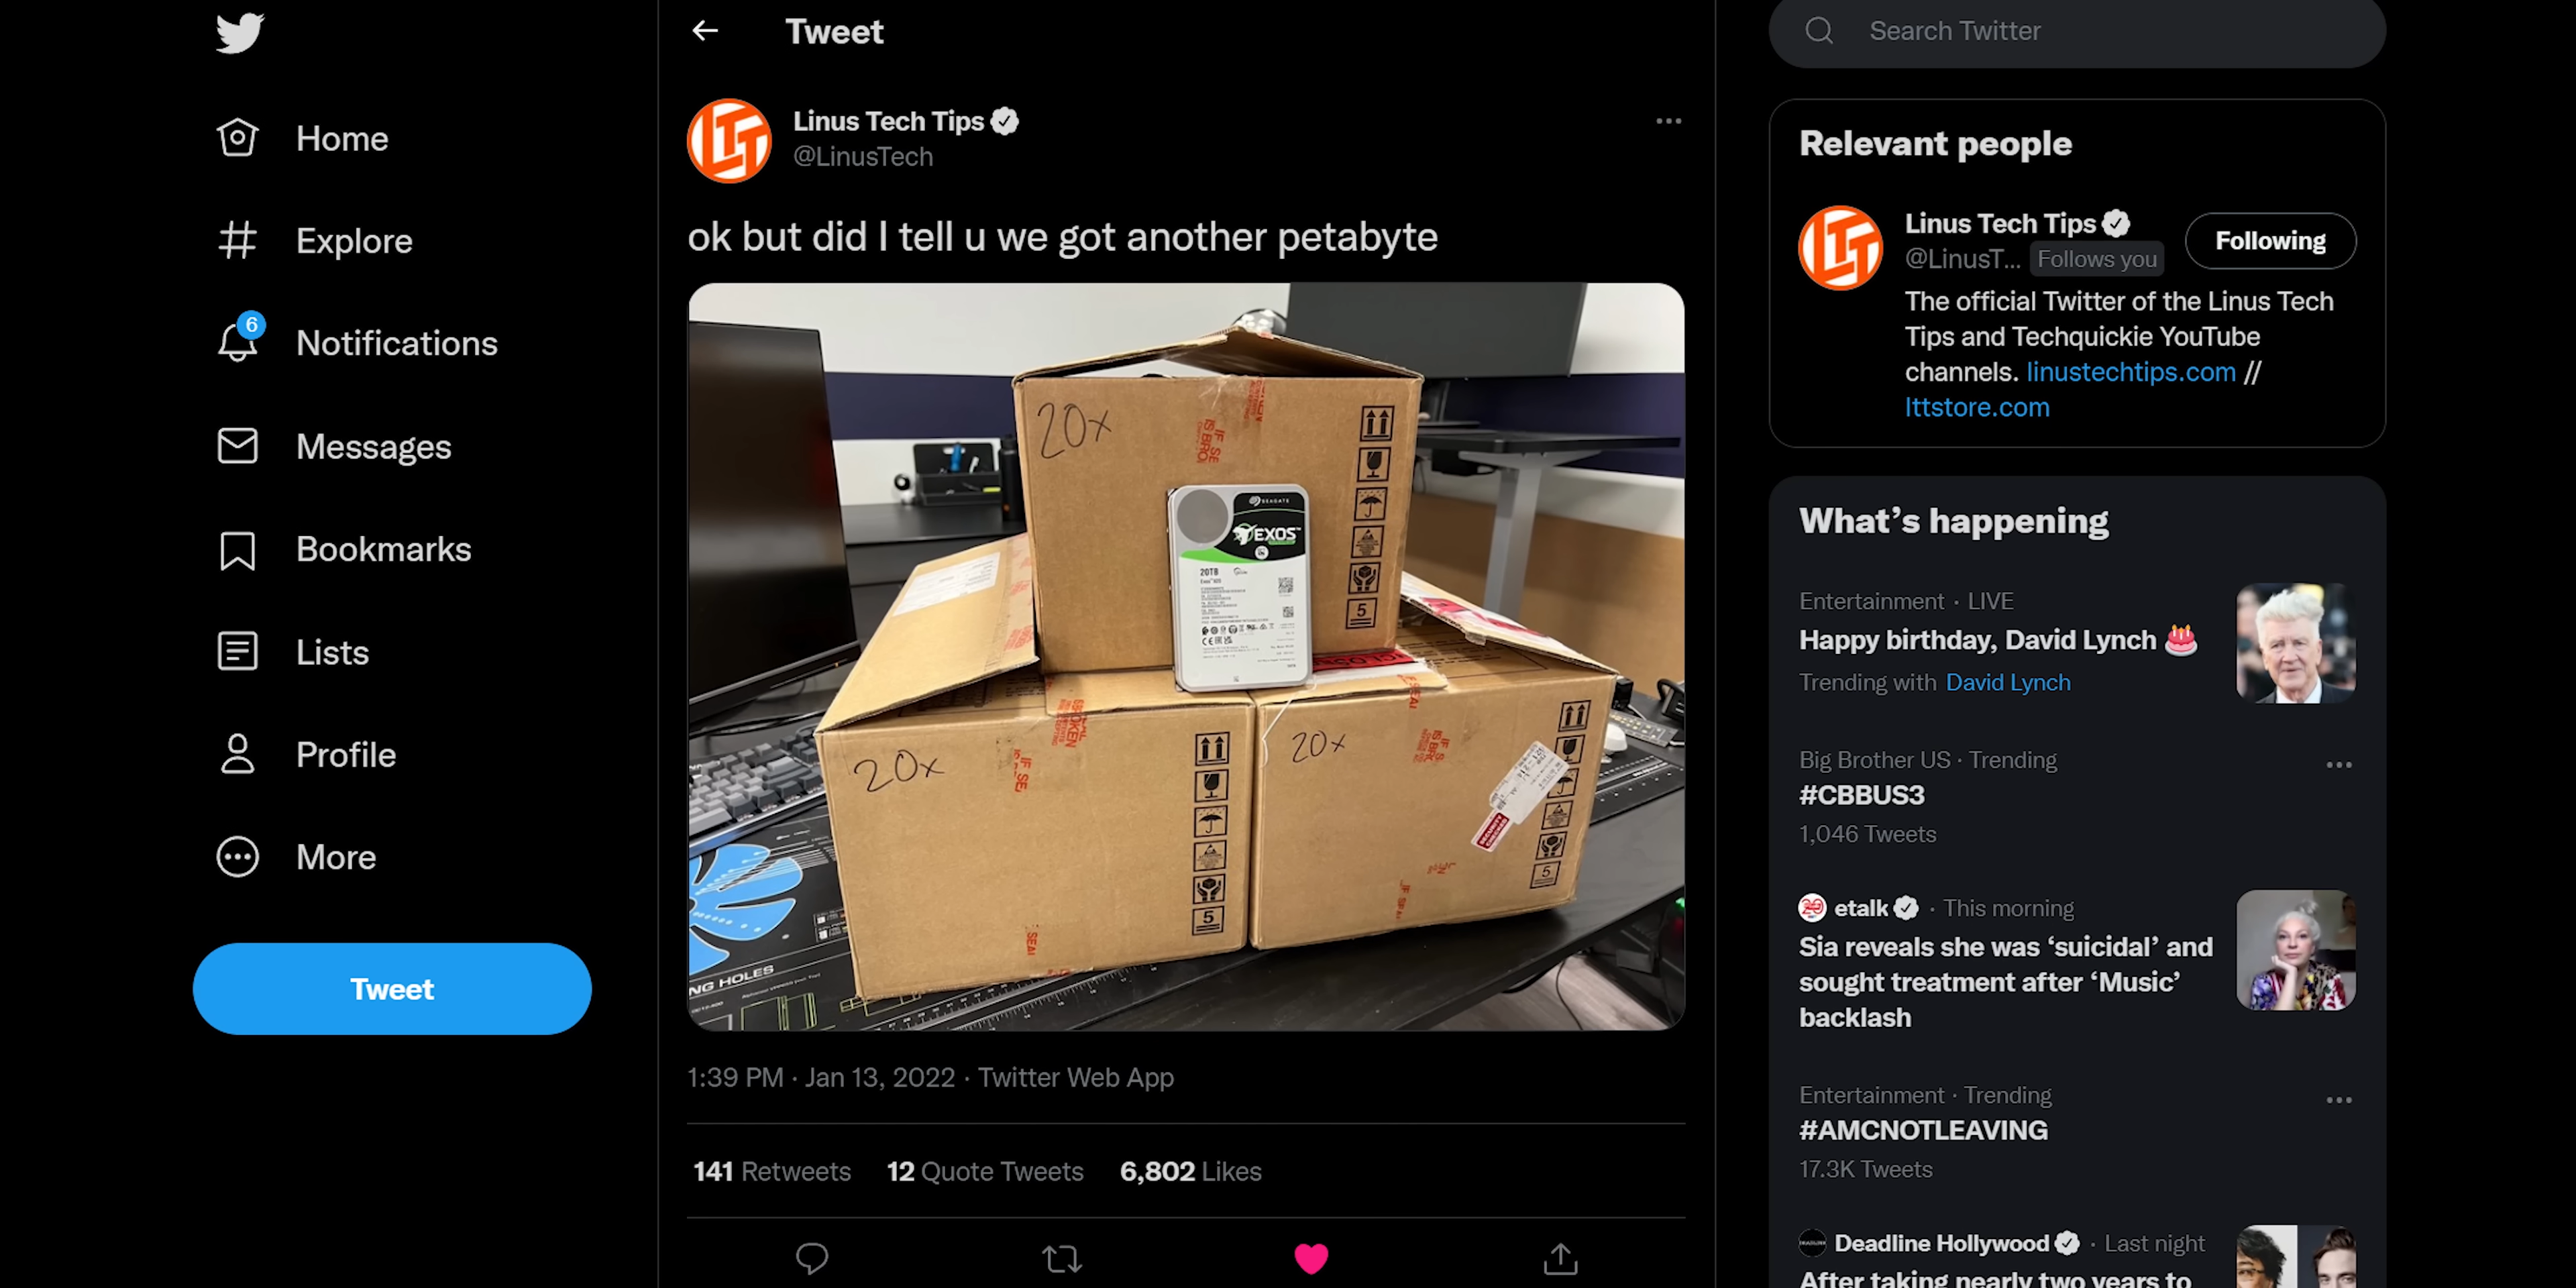 Home
Explore
6
Notifications
Messages
Bookmarks
Lists
Profile
More
Tweet
Tweet
LTT
Linus Tech Tips
@LinusTech
ok but did I tell u we got another petabyte
20x
SEAGATE
EXOS
20TB
5
20x
5
20x
5
NG HOLES
1:39 PM · Jan 13, 2022 · Twitter Web App
141 Retweets 12 Quote Tweets 6,802 Likes
Search Twitter
Relevant people
LTT
Linus Tech Tips
@LinusT... Follows you
Following
The official Twitter of the Linus Tech
Tips and Techquickie YouTube
channels. linustechtips.com //
lttstore.com
What's happening
Entertainment · LIVE
Happy birthday, David Lynch 🎂
Trending with David Lynch
Big Brother US · Trending
#CBBUS3
1,046 Tweets
etalk · This morning
Sia reveals she was ‘suicidal’ and
sought treatment after ‘Music’
backlash
Entertainment · Trending
#AMCNOTLEAVING
17.3K Tweets
Deadline Hollywood · Last night
After taking nearly two years to